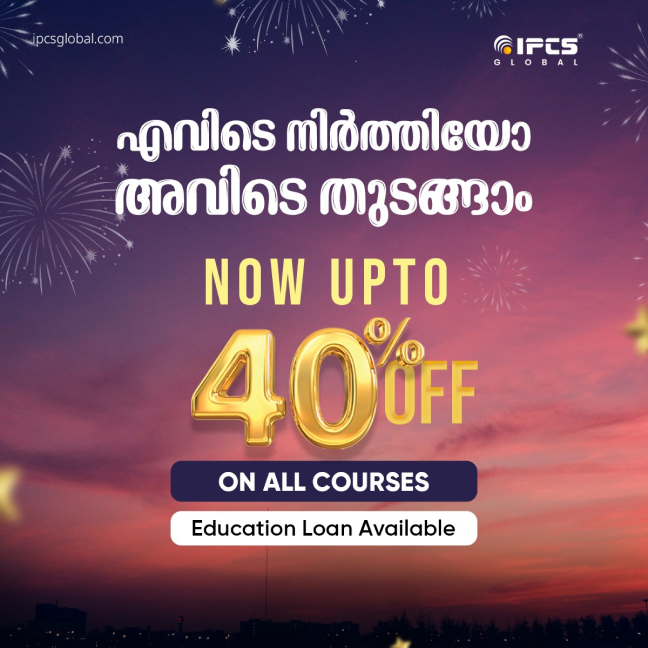 ipcsglobal.com
IPCS®
GLOBAL
എവിടെ നിർത്തിയോ
അവിടെ തുടങ്ങാം
NOW UPTO
40% OFF
ON ALL COURSES
Education Loan Available